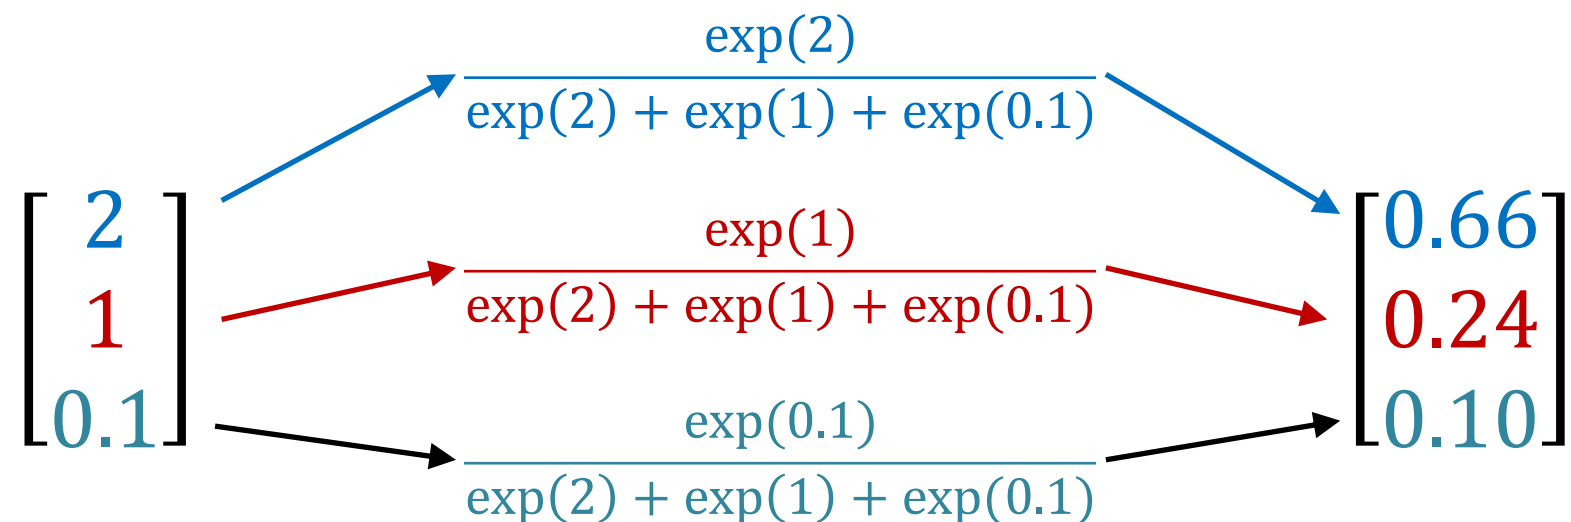 exp(2)
exp(2) + exp(1) + exp(0.1)
2
0.66
exp(1)
1
exp(2) + exp(1) + exp(0.1)
0.24
0.1
exp(0.1)
0.10
exp(2) + exp(1) + exp(0.1)